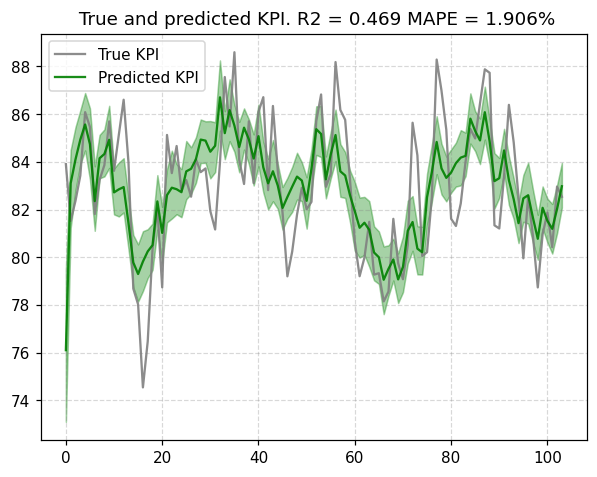 True and predicted KPI. R2 = 0.469 MAPE = 1.906%
True KPI
Predicted KPI
88
86
84
82
80
78
76
74
0 20 40 60 80 100